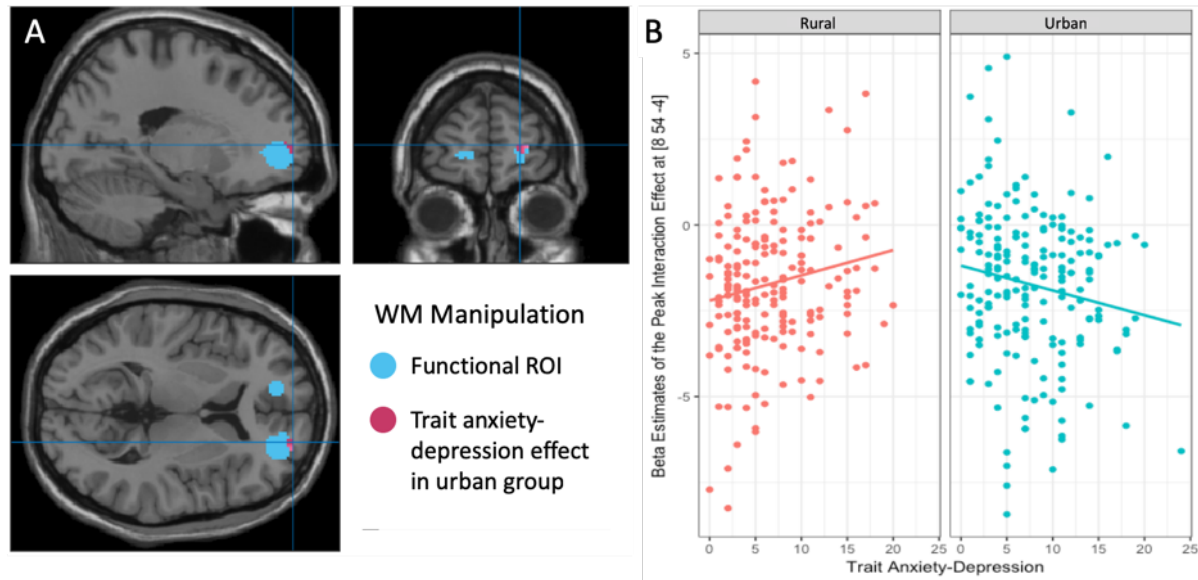 A
WM Manipulation
Functional ROI
Trait anxiety-
depression effect
in urban group
B
Rural
Urban
Beta Estimates of the Peak Interaction Effect at [8 54 -4]
5
0
-5
0
5
10
15
20
25
0
5
10
15
20
25
Trait Anxiety-Depression